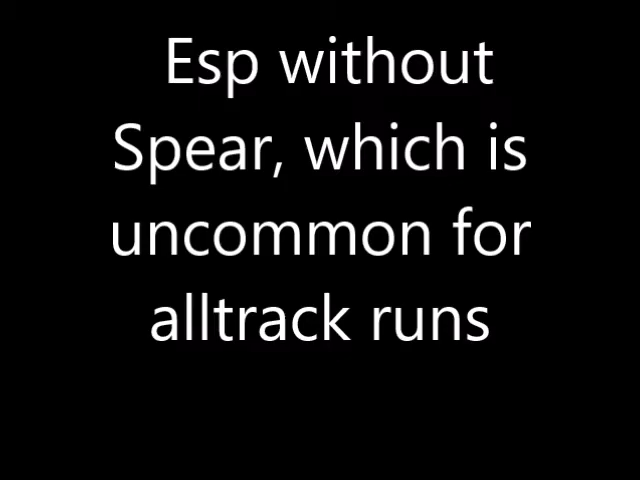 Esp without
Spear, which is
uncommon for
alltrack runs